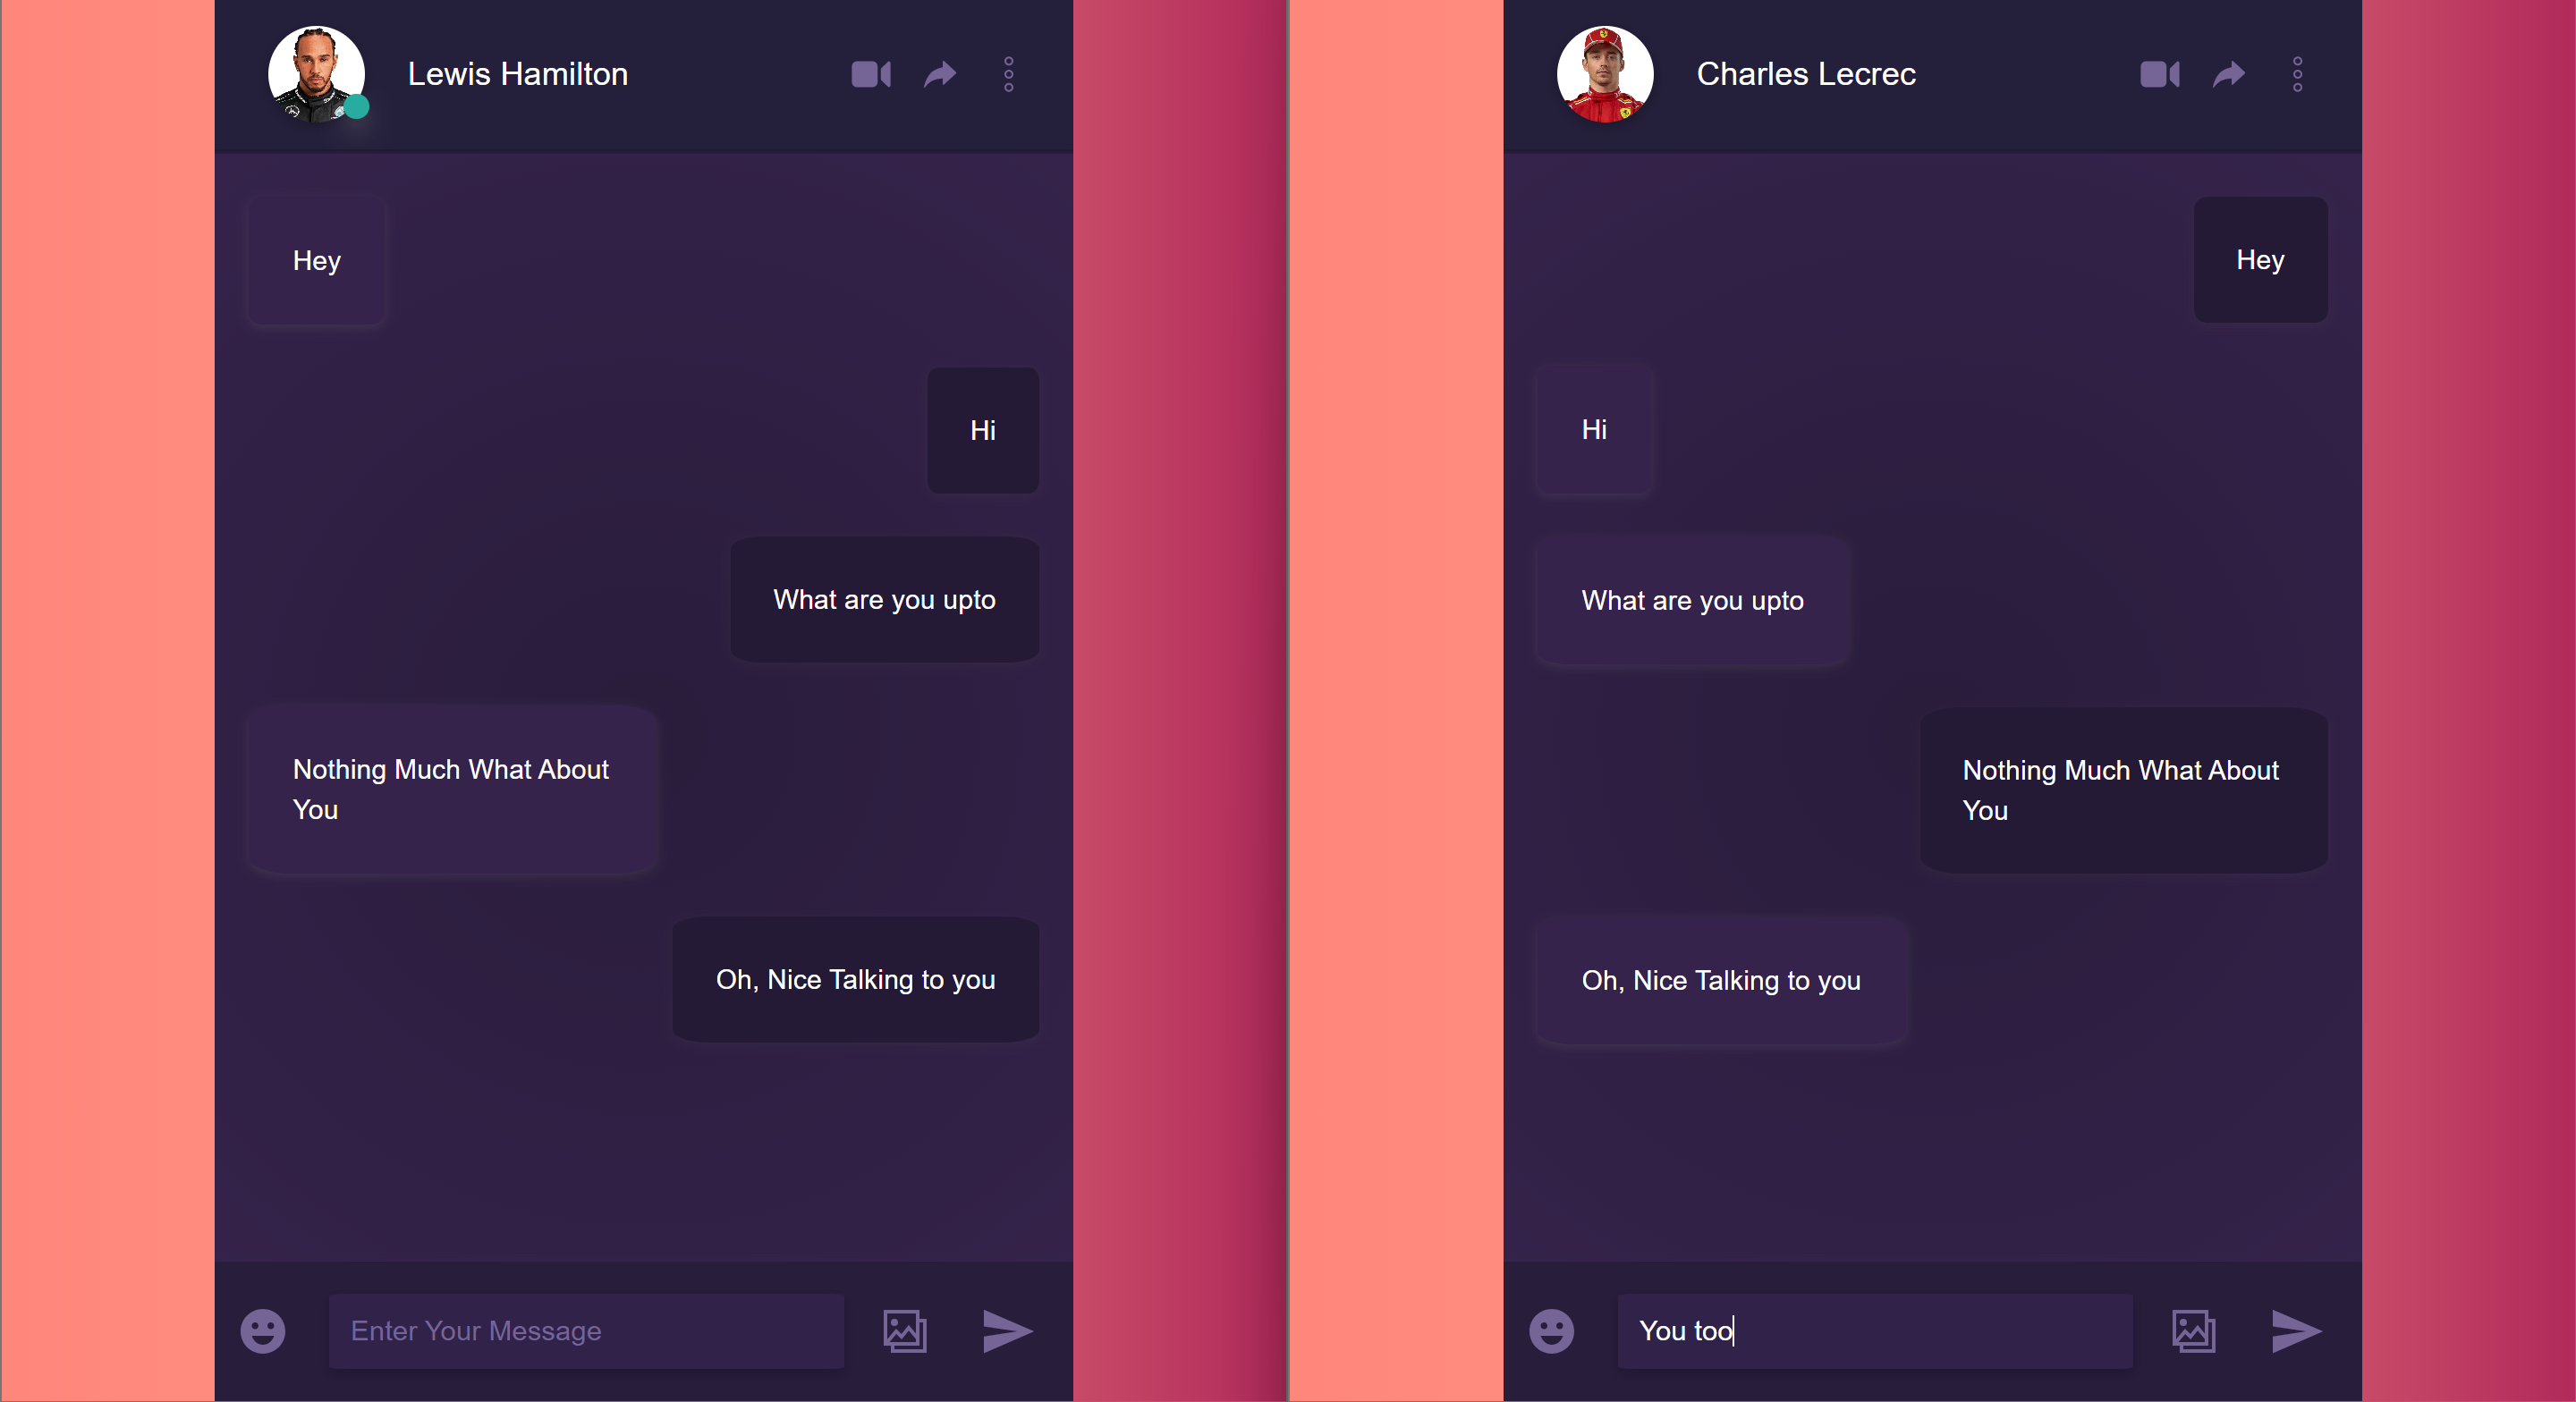 Lewis Hamilton
Hey
Hi
What are you upto
Nothing Much What About
You
Oh, Nice Talking to you
Enter Your Message
Charles Lecrec
Hey
Hi
What are you upto
Nothing Much What About
You
Oh, Nice Talking to you
You too